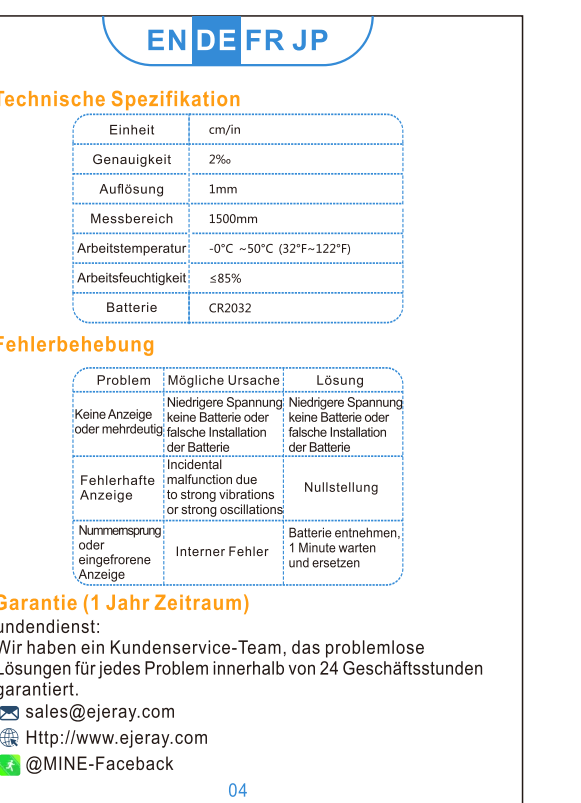 EN DE FR JP
Technische Spezifikation
Einheit cm/in
Genauigkeit 2‰
Auflösung 1mm
Messbereich 1500mm
Arbeitstemperatur -0°C ~50°C (32°F~122°F)
Arbeitsfeuchtigkeit ≤85%
Batterie CR2032
Fehlerbehebung
Problem Mögliche Ursache Lösung
Keine Anzeige
oder mehrdeutig
Niedrigere Spannung
keine Batterie oder
falsche Installation
der Batterie
Niedrigere Spannung
keine Batterie oder
falsche Installation
der Batterie
Fehlerhafte
Anzeige
Incidental
malfunction due
to strong vibrations
or strong oscillations
Nullstellung
Nummernsprung
oder
eingefrorene
Anzeige
Interner Fehler
Batterie entnehmen,
1 Minute warten
und ersetzen
Garantie (1 Jahr Zeitraum)
undendienst:
Wir haben ein Kundenservice-Team, das problemlose
Lösungen für jedes Problem innerhalb von 24 Geschäftsstunden
garantiert.
sales@ejeray.com
Http://www.ejeray.com
@MINE-Faceback
04